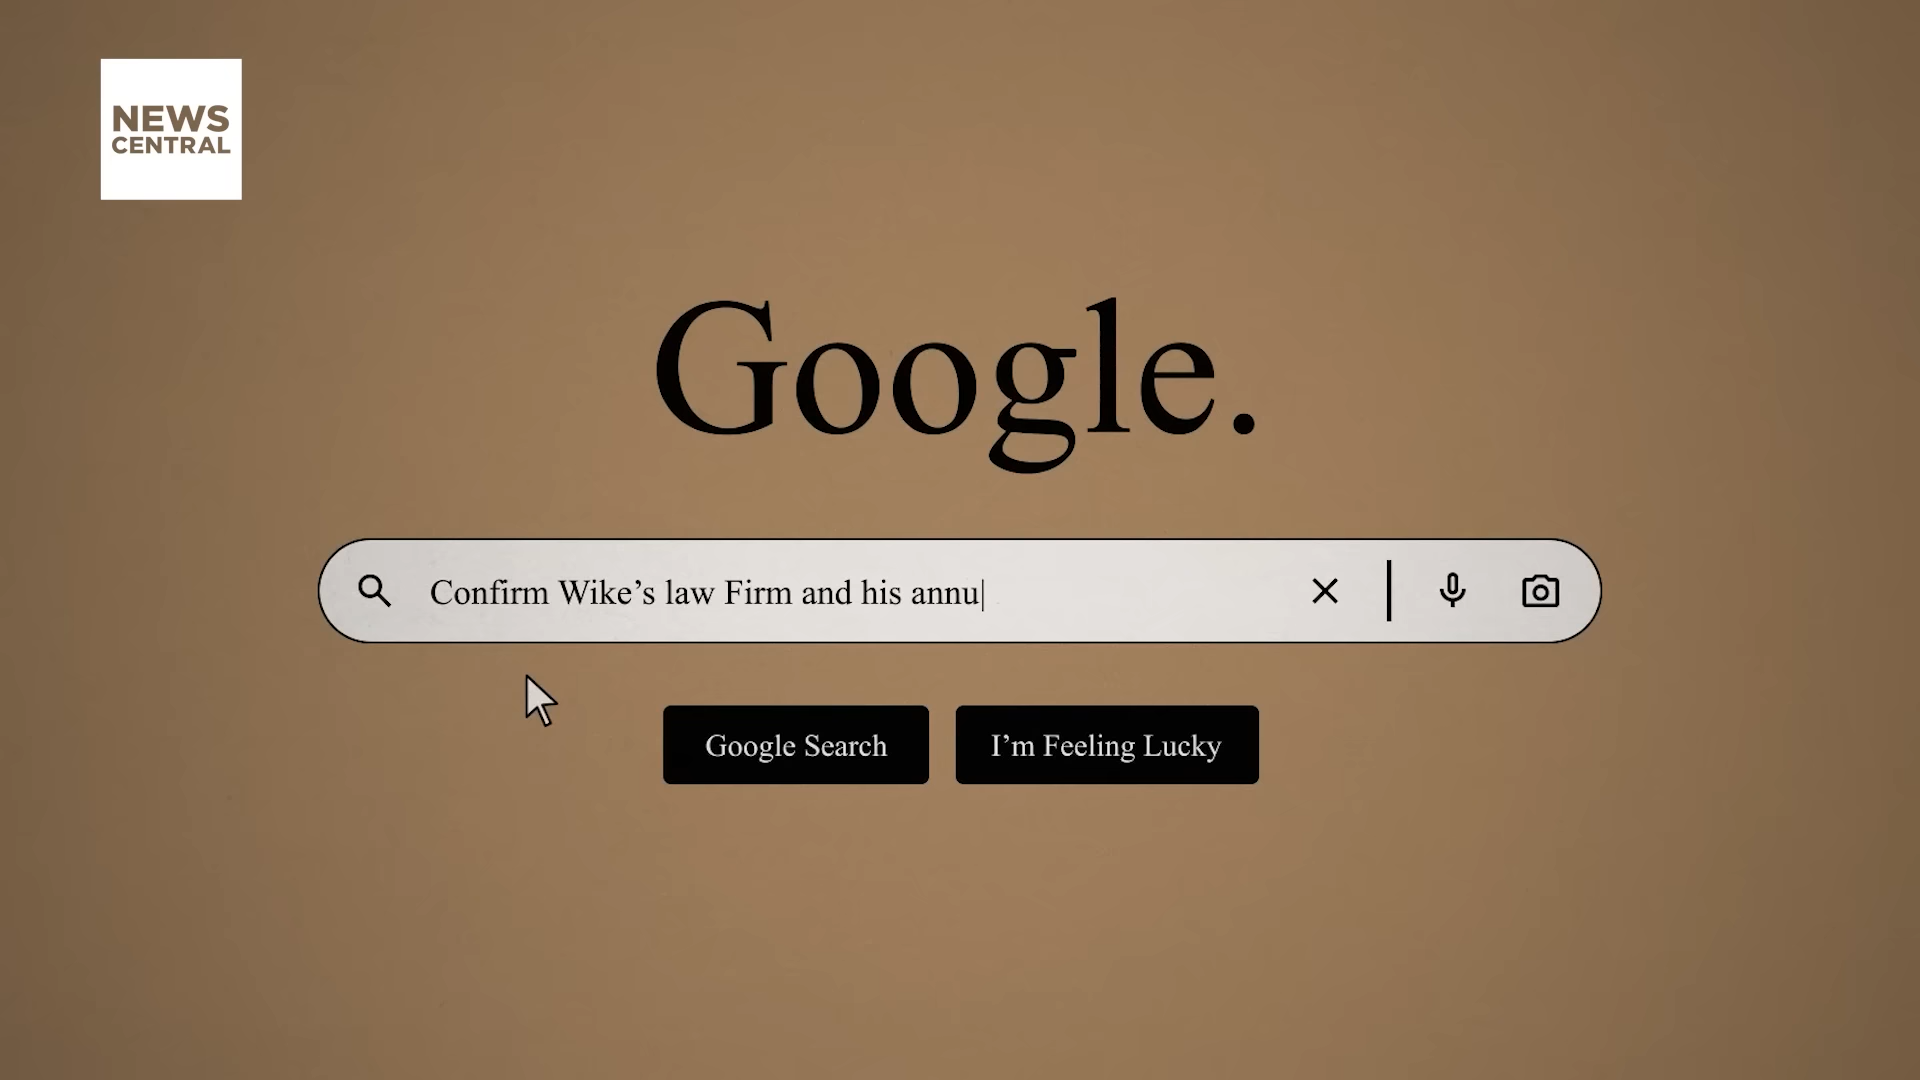 NEWS
CENTRAL
Google.
Confirm Wike’s law Firm and his annu
Google Search
I’m Feeling Lucky